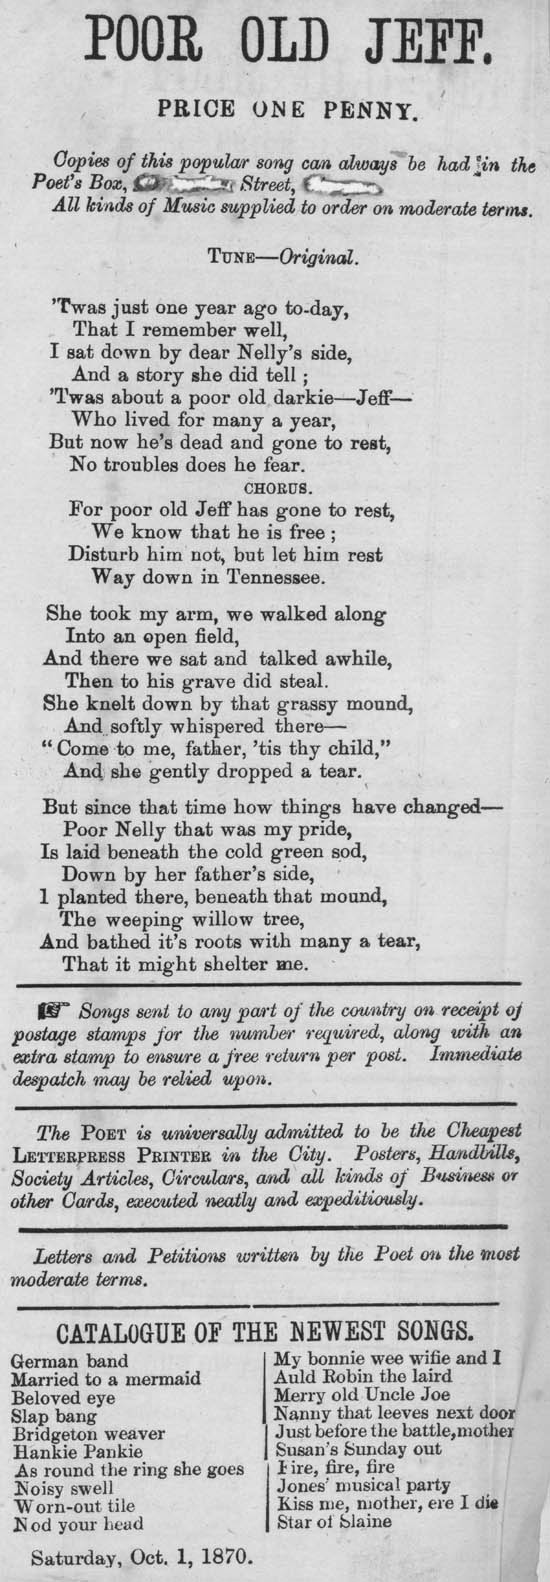 POOR OLD JEFF.
PRICE ONE PENNY.
Copies of this popular song can always be had in the
Poet's Box, Street,
All kinds of Music supplied to order on moderate terms.
TUNE—Original.
'Twas just one year ago to-day,
That I remember well,
I sat down by dear Nelly's side,
And a story she did tell ;
'Twas about a poor old darkie—Jeff—
Who lived for many a year,
But now he's dead and gone to rest,
No troubles does he fear.
CHORUS.
For poor old Jeff has gone to rest,
We know that he is free ;
Disturb him not, but let him rest
Way down in Tennessee.
She took my arm, we walked along
Into an open field,
And there we sat and talked awhile,
Then to his grave did steal.
She knelt down by that grassy mound,
And softly whispered there—
"Come to me, father, 'tis thy child,"
And she gently dropped a tear.
But since that time how things have changed—
Poor Nelly that was my pride,
Is laid beneath the cold green sod,
Down by her father's side,
I planted there, beneath that mound,
The weeping willow tree,
And bathed it's roots with many a tear,
That it might shelter me.
☞ Songs sent to any part of the country on receipt of
postage stamps for the number required, along with an
extra stamp to ensure a free return per post. Immediate
despatch may be relied upon.
The POET is universally admitted to be the Cheapest
LETTERPRESS PRINTER in the City. Posters, Handbills,
Society Articles, Circulars, and all kinds of Business or
other Cards, executed neatly and expeditiously.
Letters and Petitions written by the Poet on the most
moderate terms.
CATALOGUE OF THE NEWEST SONGS.
German band
Married to a mermaid
Beloved eye
Slap bang
Bridgeton weaver
Hankie Pankie
As round the ring she goes
Noisy swell
Worn-out tile
Nod your head
My bonnie wee wifie and I
Auld Robin the laird
Merry old Uncle Joe
Nanny that leeves next door
Just before the battle, mother
Susan's Sunday out
Fire, fire, fire
Jones' musical party
Kiss me, mother, ere I die
Star of Slaine
Saturday, Oct. 1, 1870.